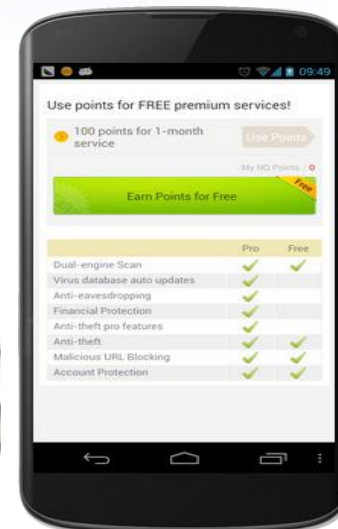 09:49
Use points for FREE premium services!
100 points for 1-month
service
Use Points
My NQ Points : 0
Free
Earn Points for Free
Pro Free
Dual-engine Scan
Virus database auto updates
Anti-eavesdropping
Financial Protection
Anti-theft pro features
Anti-theft
Malicious URL Blocking
Account Protection